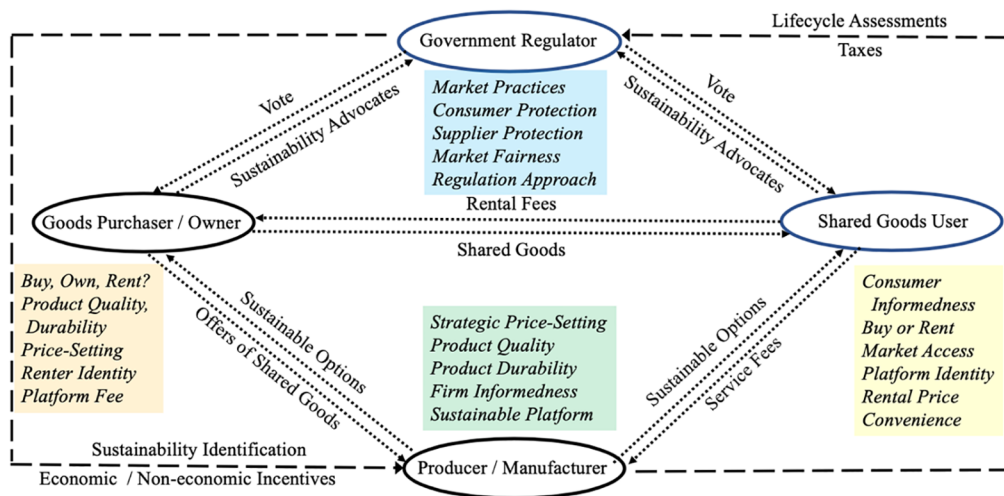 Lifecycle Assessments
Government Regulator
Taxes
Vote
Sustainability Advocates
Market Practices
Consumer Protection
Supplier Protection
Market Fairness
Regulation Approach
Vote
Sustainability Advocates
Rental Fees
Goods Purchaser / Owner
Shared Goods User
Shared Goods
Buy, Own, Rent?
Product Quality,
Durability
Price-Setting
Renter Identity
Platform Fee
Sustainable Options
Offers of Shared Goods
Strategic Price-Setting
Product Quality
Product Durability
Firm Informedness
Sustainable Platform
Sustainable Options
Service Fees
Consumer
Informedness
Buy or Rent
Market Access
Platform Identity
Rental Price
Convenience
Sustainability Identification
Producer / Manufacturer
Economic / Non-economic Incentives